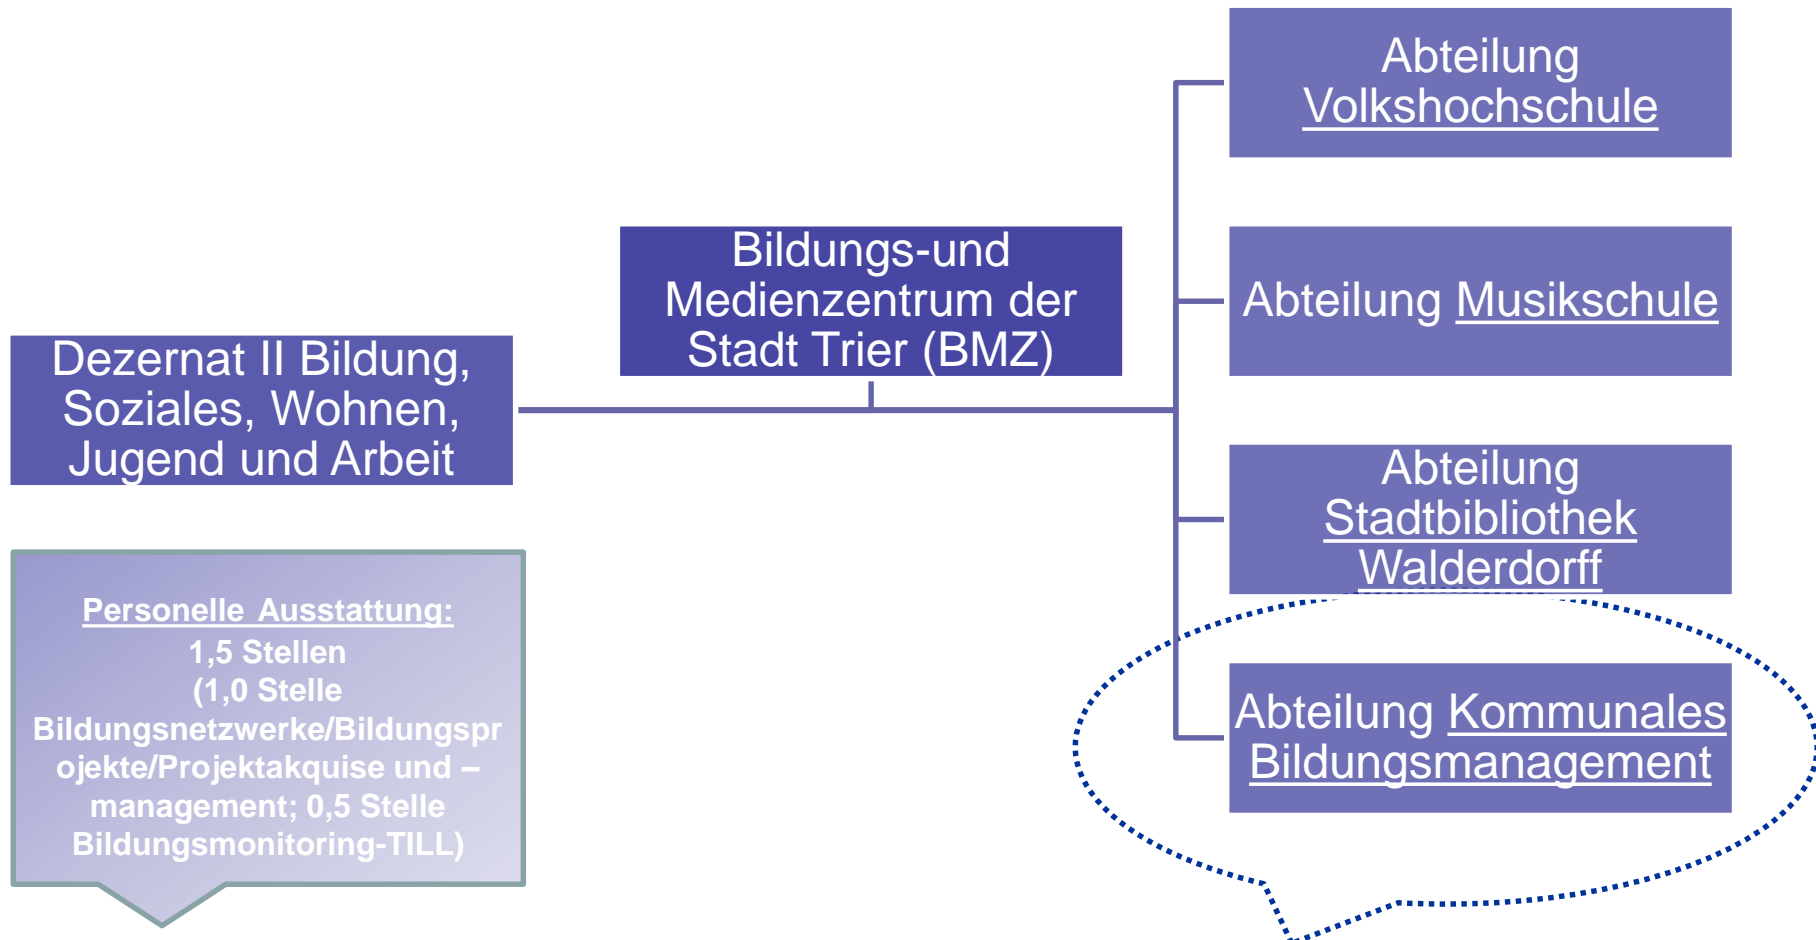 Abteilung
Volkshochschule
Bildungs-und
Medienzentrum der
Stadt Trier (BMZ)
Abteilung Musikschule
Dezernat II Bildung,
Soziales, Wohnen,
Jugend und Arbeit
Abteilung
Stadtbibliothek
Walderdorff
Abteilung Kommunales
Bildungsmanagement
Personelle Ausstattung:
1,5 Stellen
(1,0 Stelle
Bildungsnetzwerke/Bildungspr
ojekte/Projektakquise und –
management; 0,5 Stelle
Bildungsmonitoring-TILL)